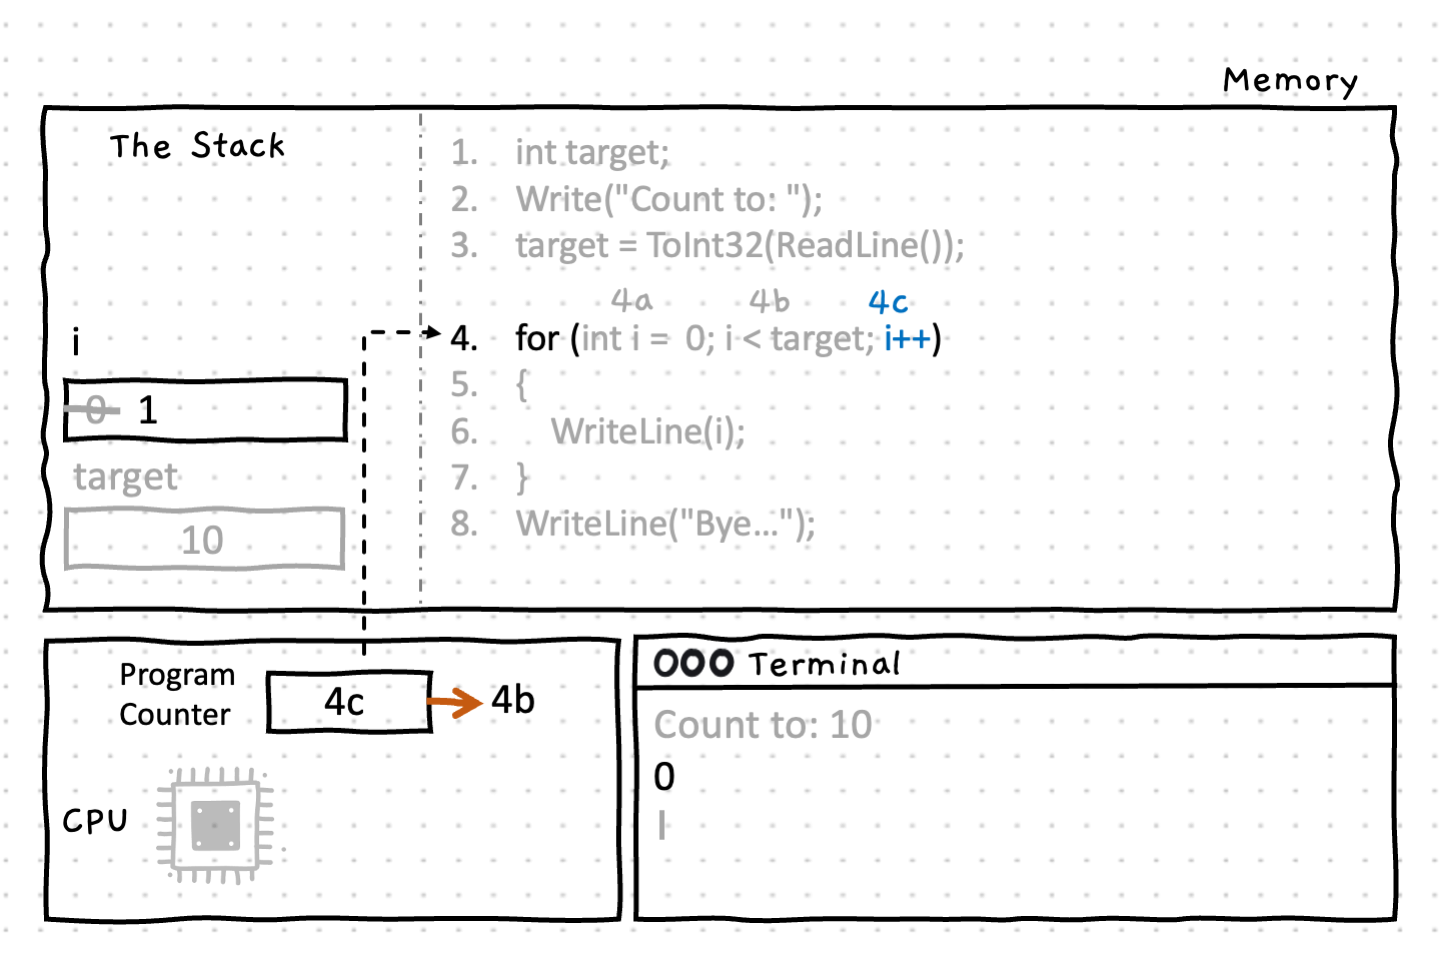 Memory
The Stack
1. int target;
2. Write("Count to: ");
3. target = ToInt32(ReadLine());
4a 4b 4c
4. for (int i = 0; i < target; i++)
5. {
6. WriteLine(i);
7. }
8. WriteLine("Bye...");
i
0 1
target
10
Program
Counter
4c 4b
CPU
Terminal
Count to: 10
0